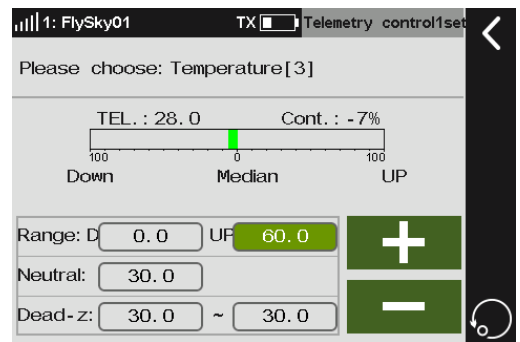 1: FlySky01 TX Telemetry control1set
Please choose: Temperature[3]
TEL.: 28.0 Cont.: -7%
100 0 100
Down Median UP
Range: D 0.0 UP 60.0
Neutral: 30.0
Dead-z: 30.0 ~ 30.0